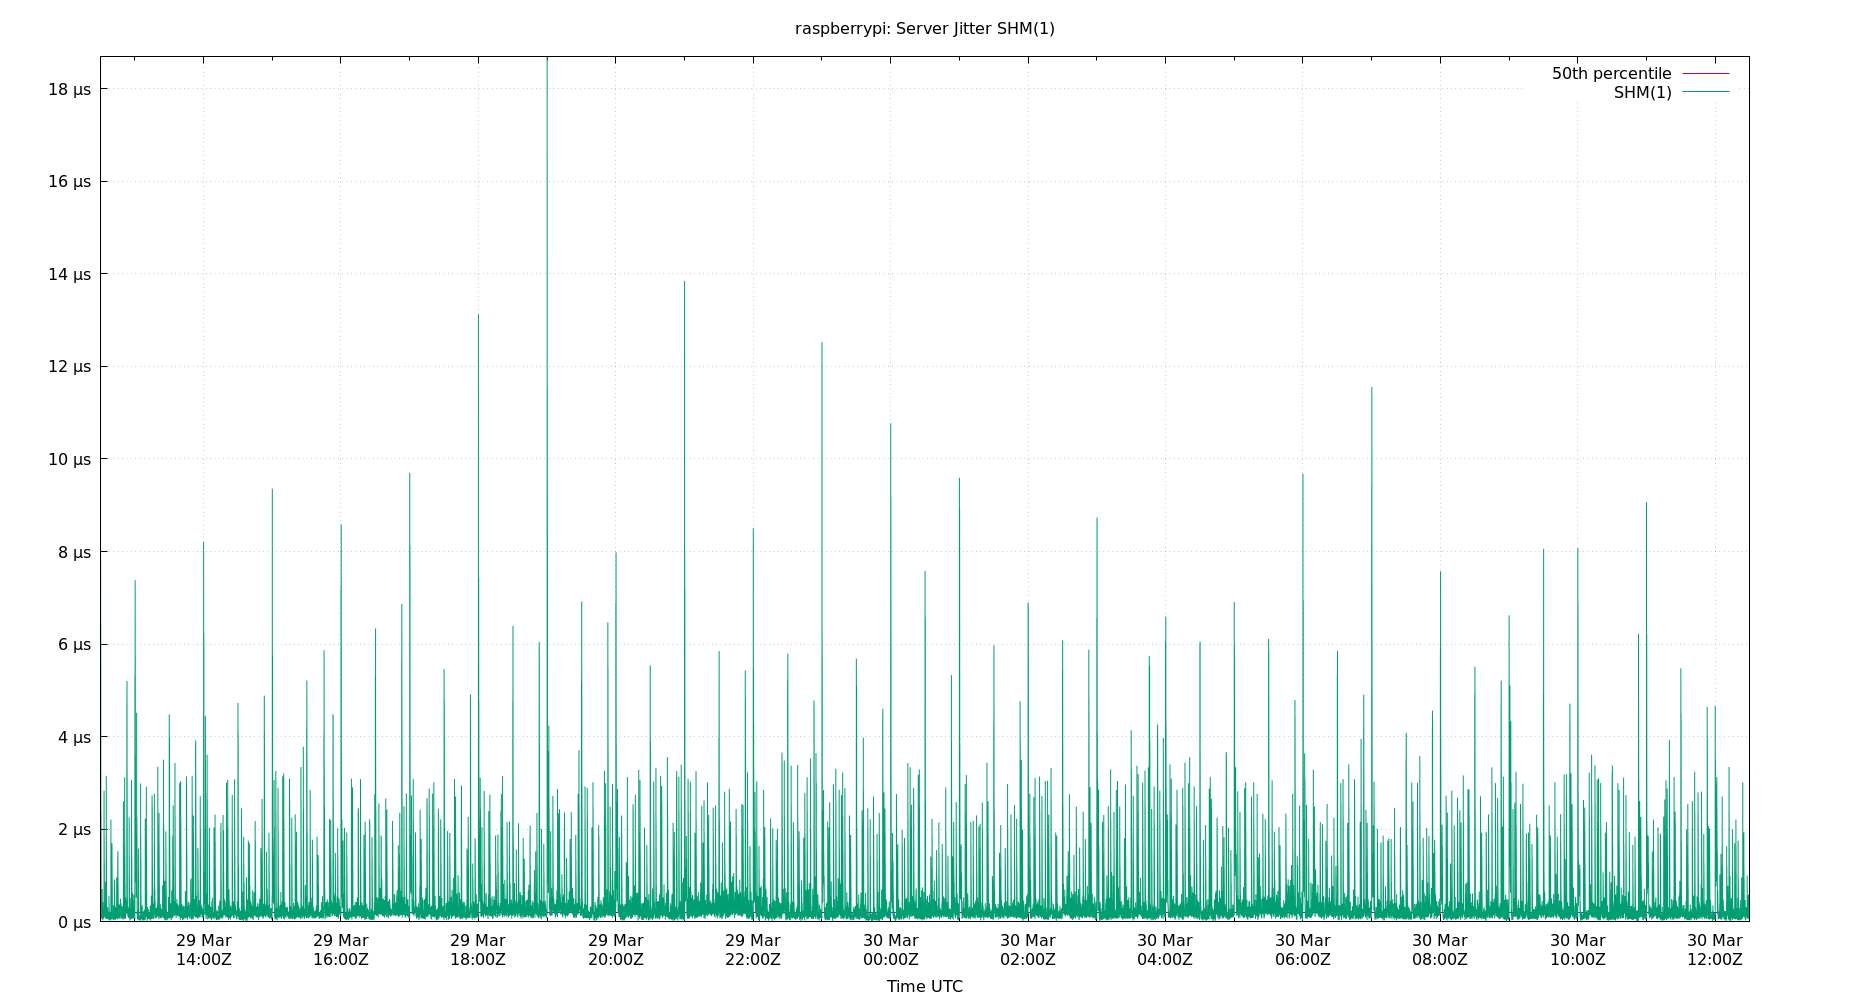 raspberrypi: Server Jitter SHM(1)
50th percentile
SHM(1)
18 µs
16 µs
14 µs
12 µs
10 µs
8 µs
6 µs
4 µs
2 µs
0 µs
29 Mar 29 Mar 29 Mar 29 Mar 29 Mar 30 Mar 30 Mar 30 Mar 30 Mar 30 Mar 30 Mar 30 Mar
14:00Z 16:00Z 18:00Z 20:00Z 22:00Z 00:00Z 02:00Z 04:00Z 06:00Z 08:00Z 10:00Z 12:00Z
Time UTC